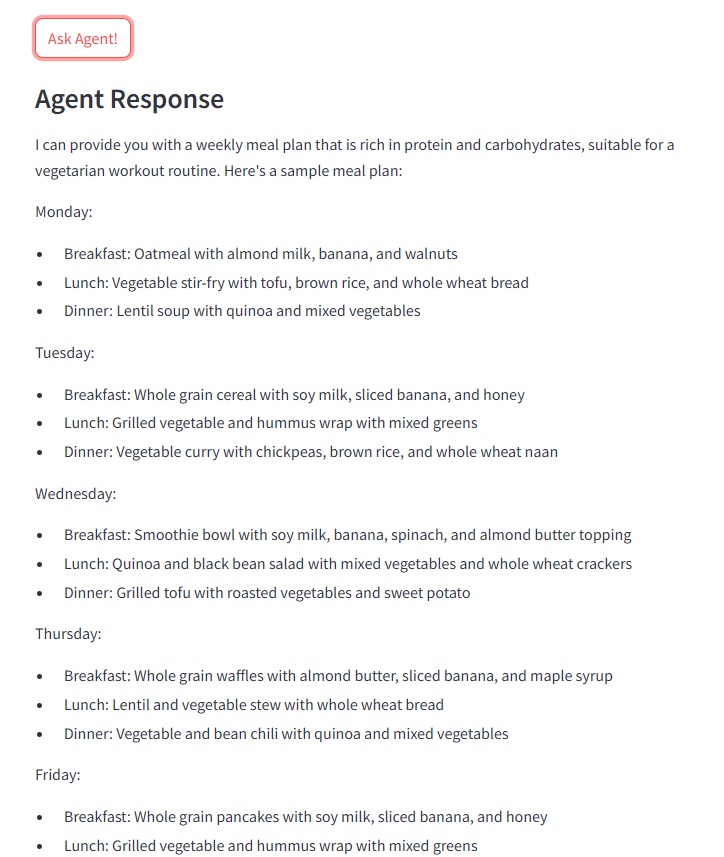 Ask Agent!
Agent Response
I can provide you with a weekly meal plan that is rich in protein and carbohydrates, suitable for a
vegetarian workout routine. Here's a sample meal plan:
Monday:
• Breakfast: Oatmeal with almond milk, banana, and walnuts
• Lunch: Vegetable stir-fry with tofu, brown rice, and whole wheat bread
• Dinner: Lentil soup with quinoa and mixed vegetables
Tuesday:
• Breakfast: Whole grain cereal with soy milk, sliced banana, and honey
• Lunch: Grilled vegetable and hummus wrap with mixed greens
• Dinner: Vegetable curry with chickpeas, brown rice, and whole wheat naan
Wednesday:
• Breakfast: Smoothie bowl with soy milk, banana, spinach, and almond butter topping
• Lunch: Quinoa and black bean salad with mixed vegetables and whole wheat crackers
• Dinner: Grilled tofu with roasted vegetables and sweet potato
Thursday:
• Breakfast: Whole grain waffles with almond butter, sliced banana, and maple syrup
• Lunch: Lentil and vegetable stew with whole wheat bread
• Dinner: Vegetable and bean chili with quinoa and mixed vegetables
Friday:
• Breakfast: Whole grain pancakes with soy milk, sliced banana, and honey
• Lunch: Grilled vegetable and hummus wrap with mixed greens